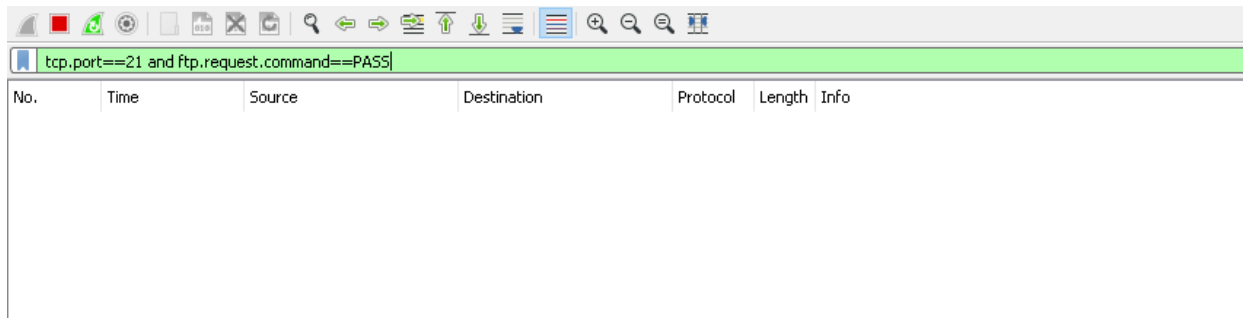 tcp.port==21 and ftp.request.command==PASS
No. Time Source Destination Protocol Length Info